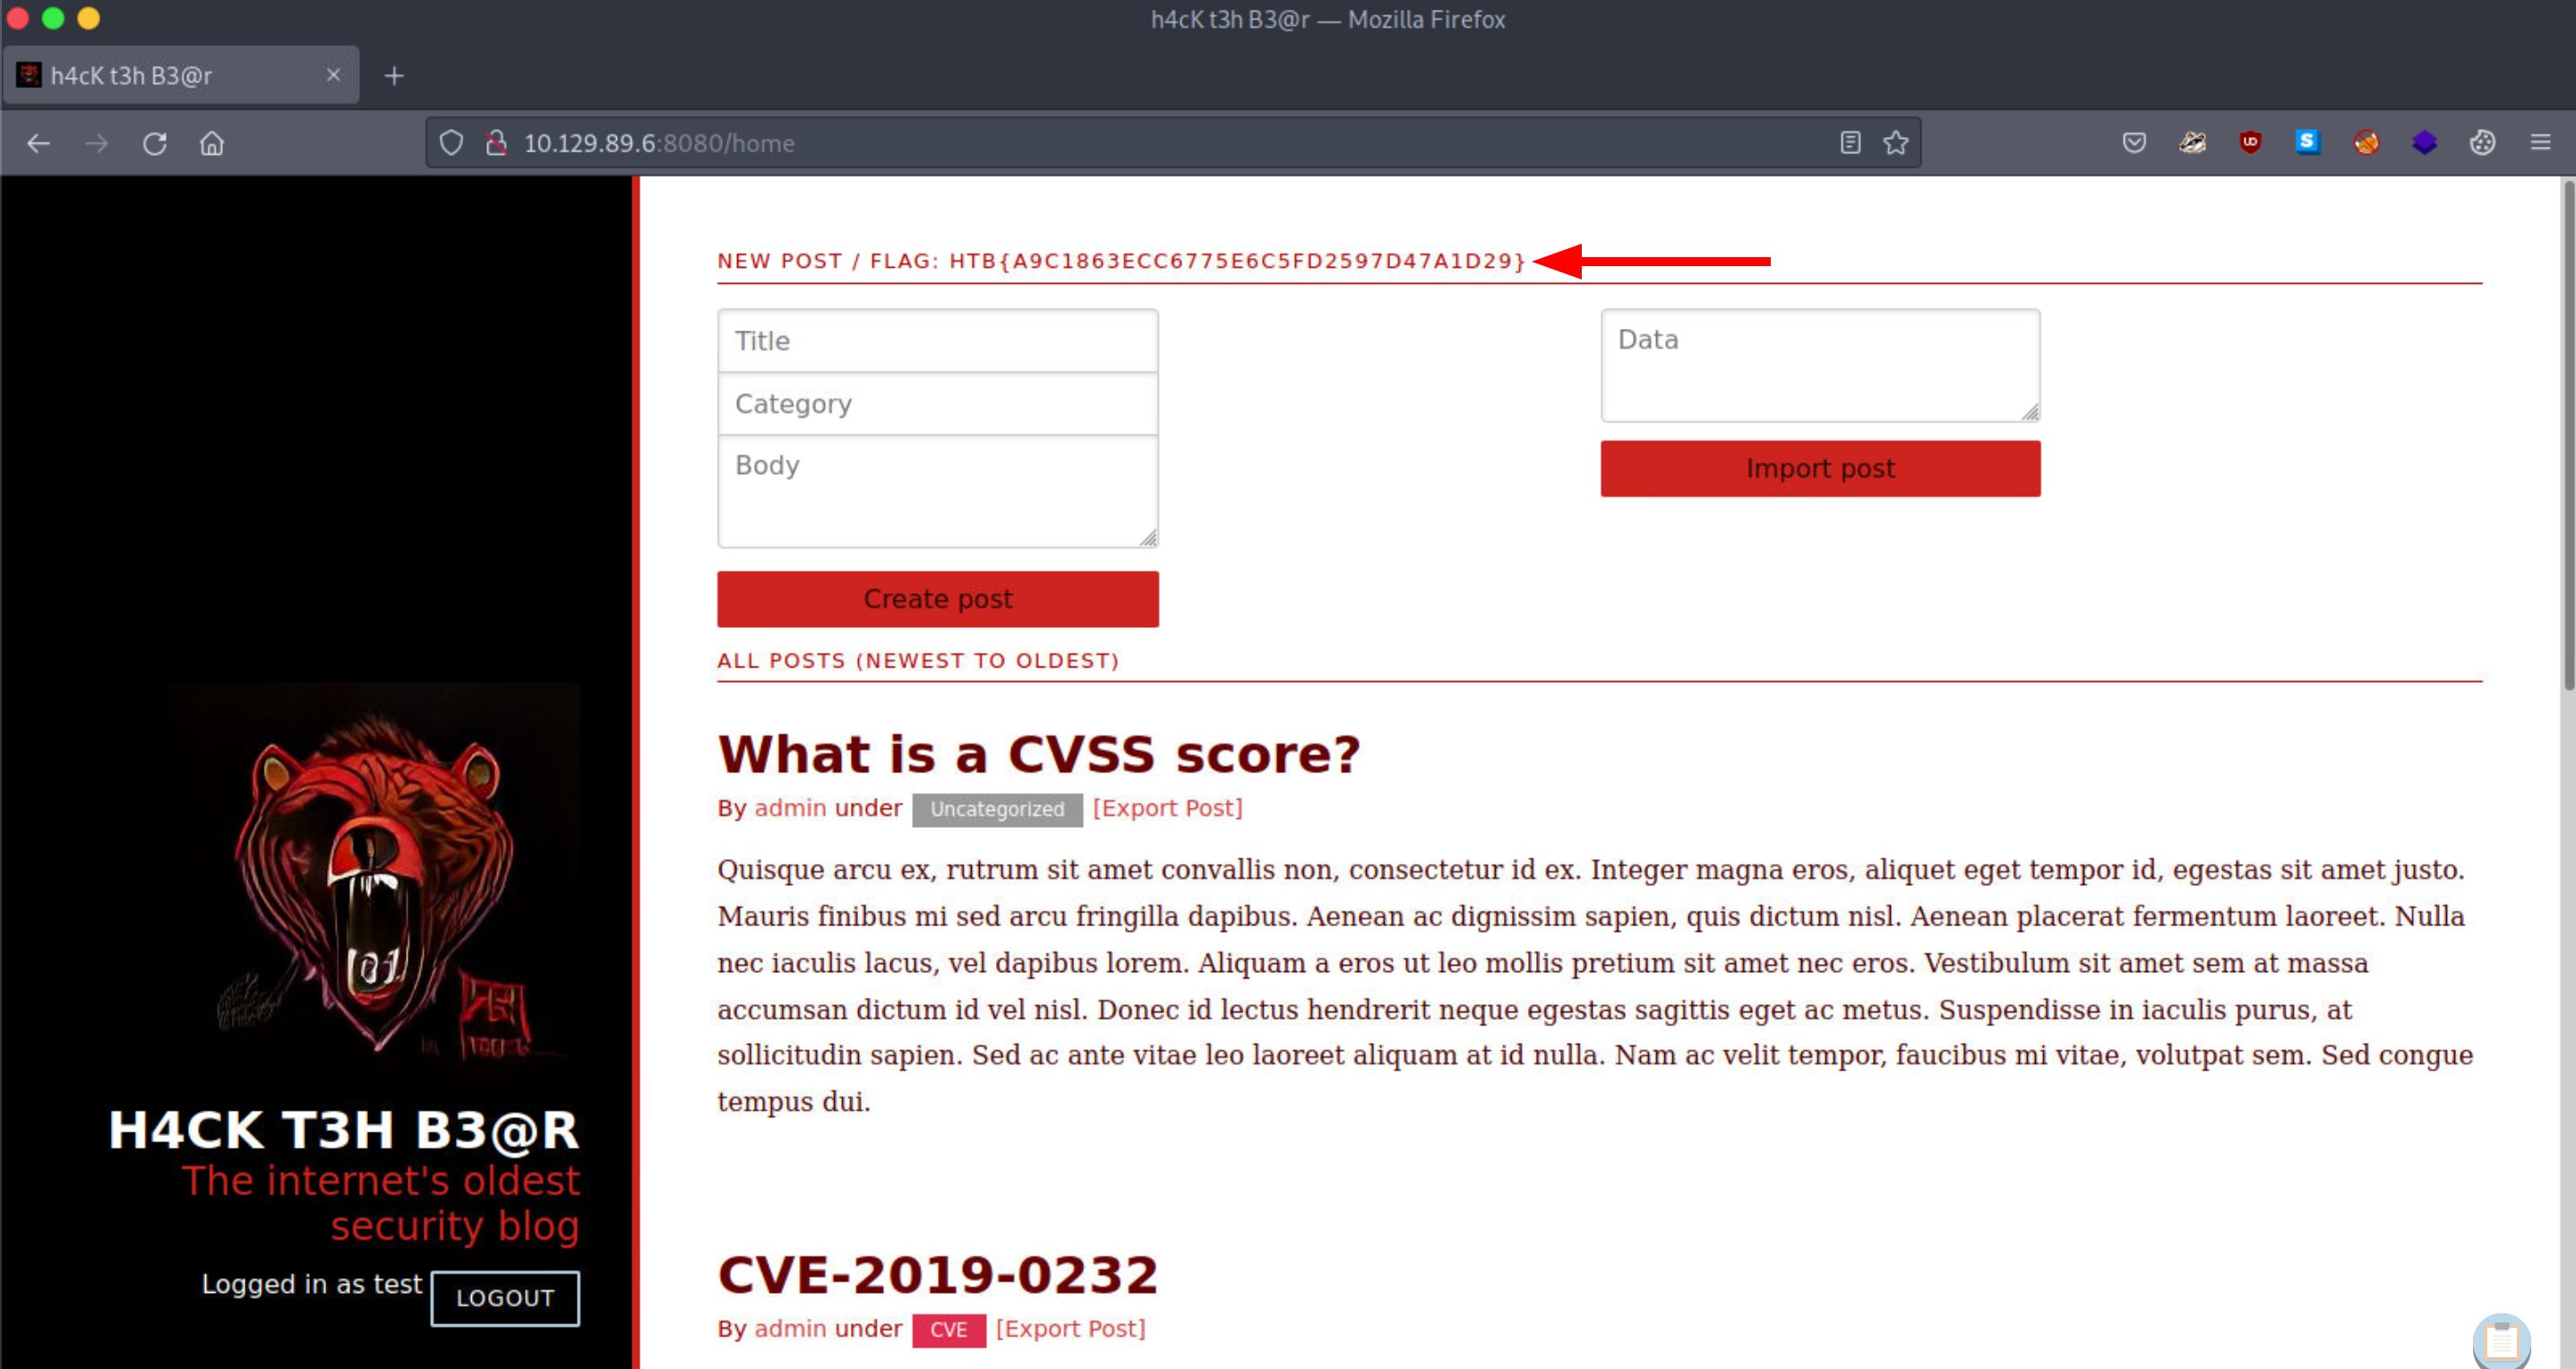 h4cK t3h B3@r — Mozilla Firefox
h4cK t3h B3@r
10.129.89.6:8080/home
NEW POST / FLAG: HTB{A9C1863ECC6775E6C5FD2597D47A1D29}
Title
Category
Body
Create post
Data
Import post
ALL POSTS (NEWEST TO OLDEST)
What is a CVSS score?
By admin under Uncategorized [Export Post]
Quisque arcu ex, rutrum sit amet convallis non, consectetur id ex. Integer magna eros, aliquet eget tempor id, egestas sit amet justo.
Mauris finibus mi sed arcu fringilla dapibus. Aenean ac dignissim sapien, quis dictum nisl. Aenean placerat fermentum laoreet. Nulla
nec iaculis lacus, vel dapibus lorem. Aliquam a eros ut leo mollis pretium sit amet nec eros. Vestibulum sit amet sem at massa
accumsan dictum id vel nisl. Donec id lectus hendrerit neque egestas sagittis eget ac metus. Suspendisse in iaculis purus, at
sollicitudin sapien. Sed ac ante vitae leo laoreet aliquam at id nulla. Nam ac velit tempor, faucibus mi vitae, volutpat sem. Sed congue
tempus dui.
CVE-2019-0232
By admin under CVE [Export Post]
H4CK T3H B3@R
The internet's oldest
security blog
Logged in as test LOGOUT